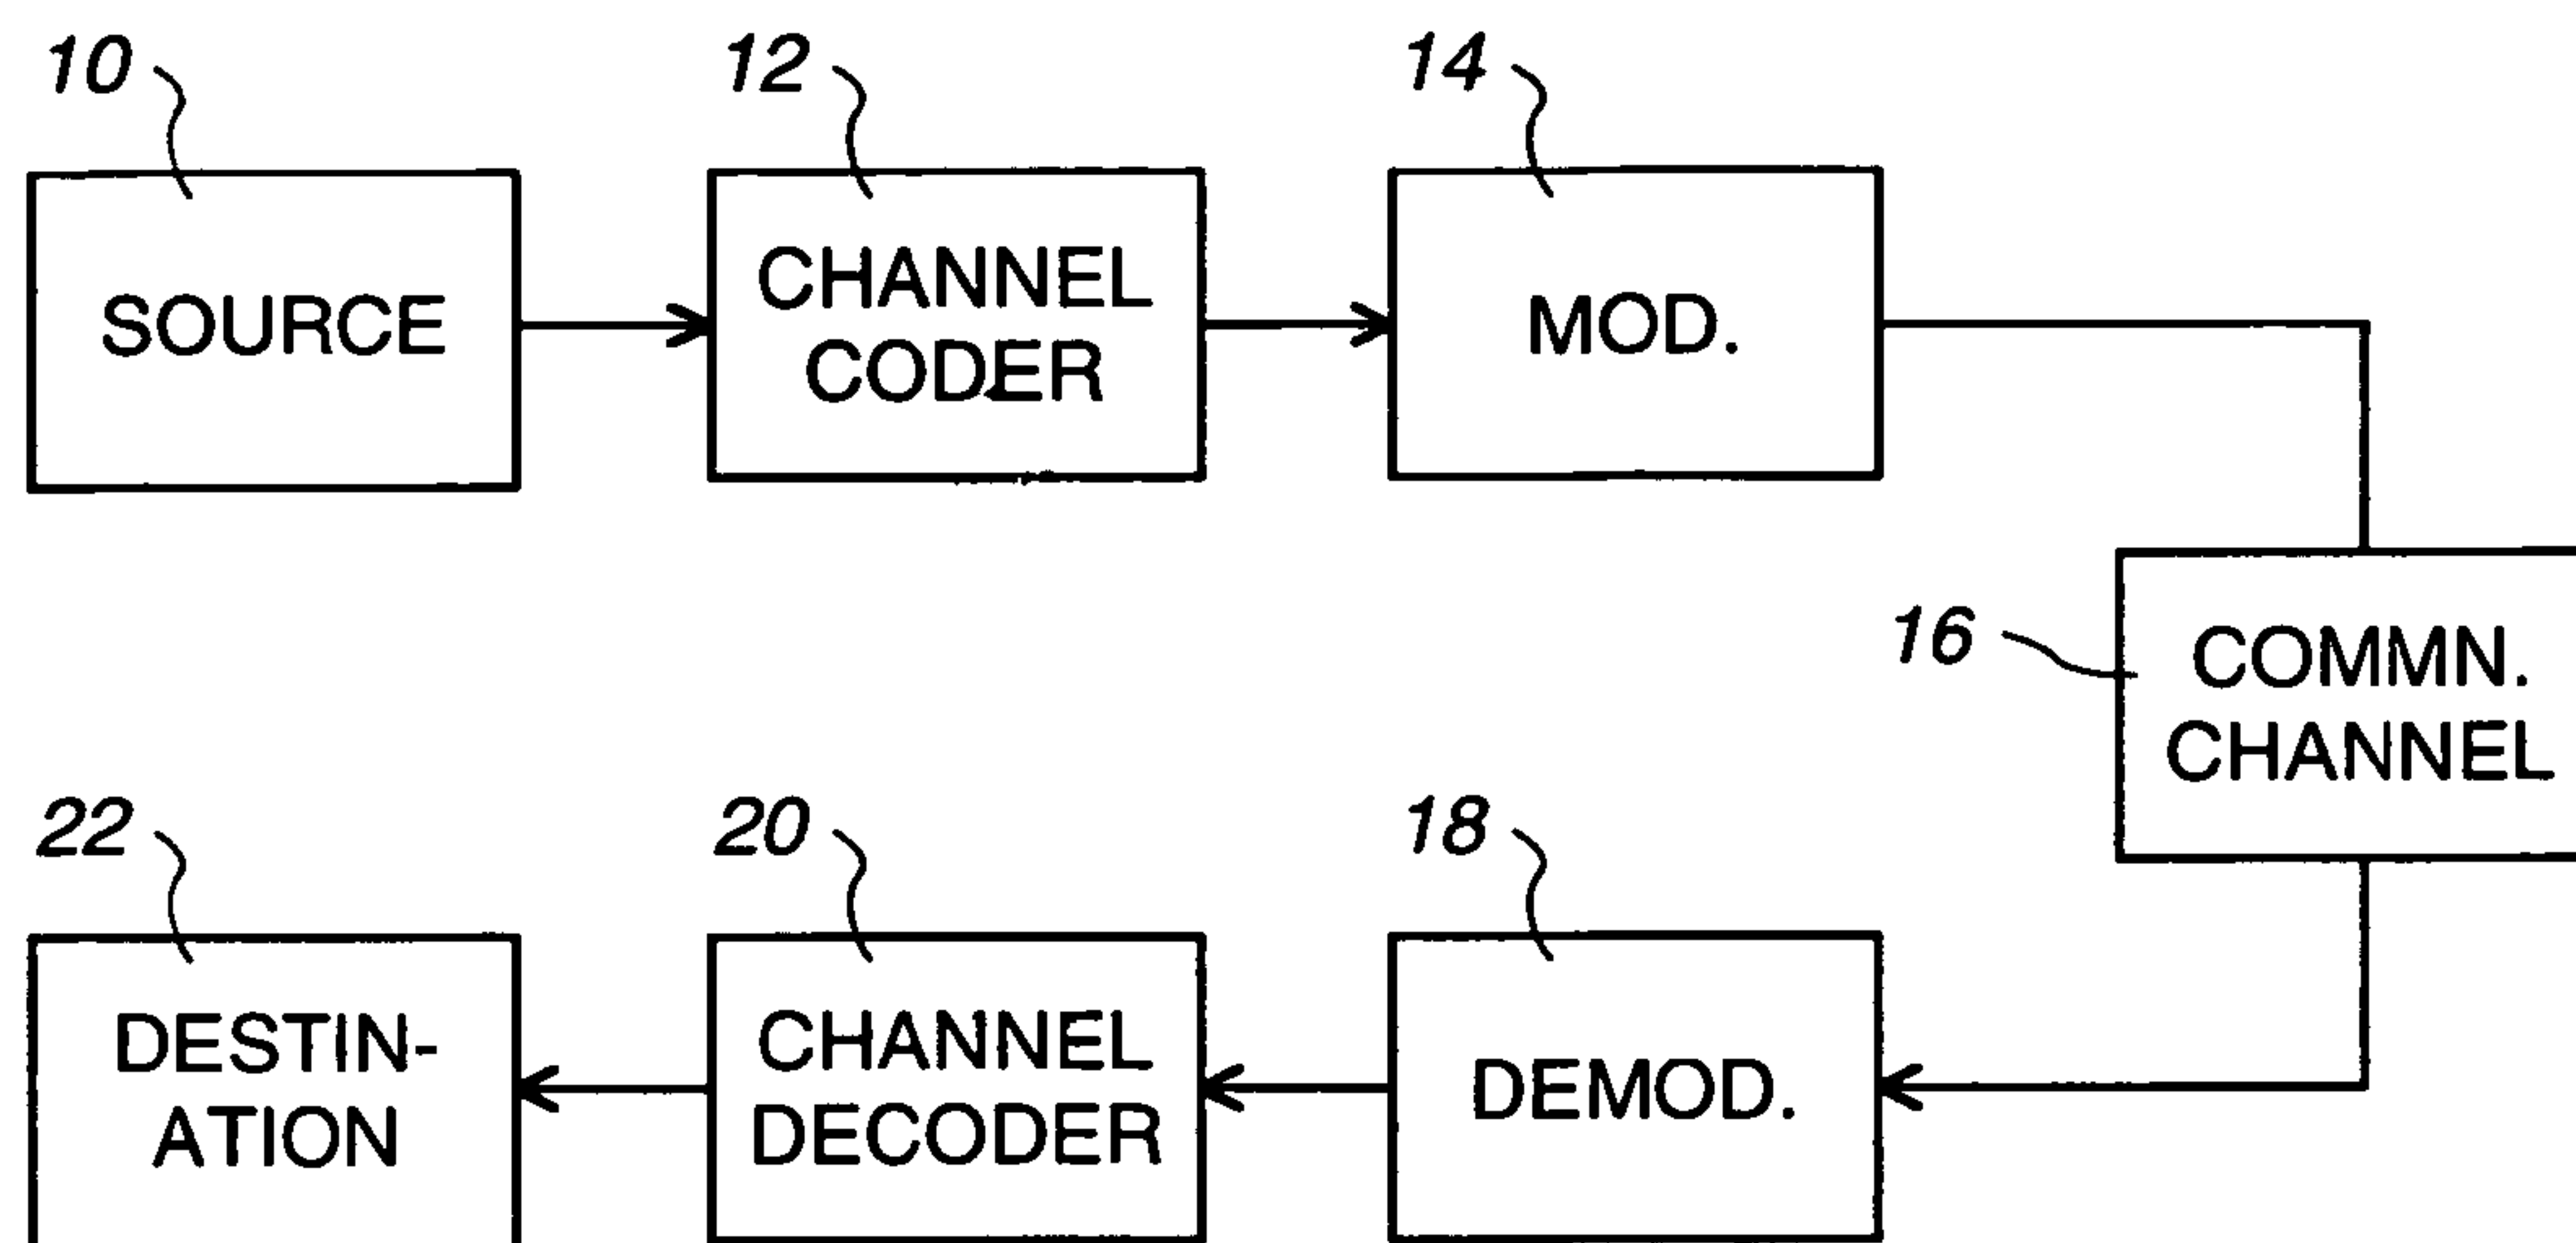 10
12
14
SOURCE
CHANNEL
CODER
MOD.
16
COMMN.
CHANNEL
22
20
18
DESTIN-
ATION
CHANNEL
DECODER
DEMOD.